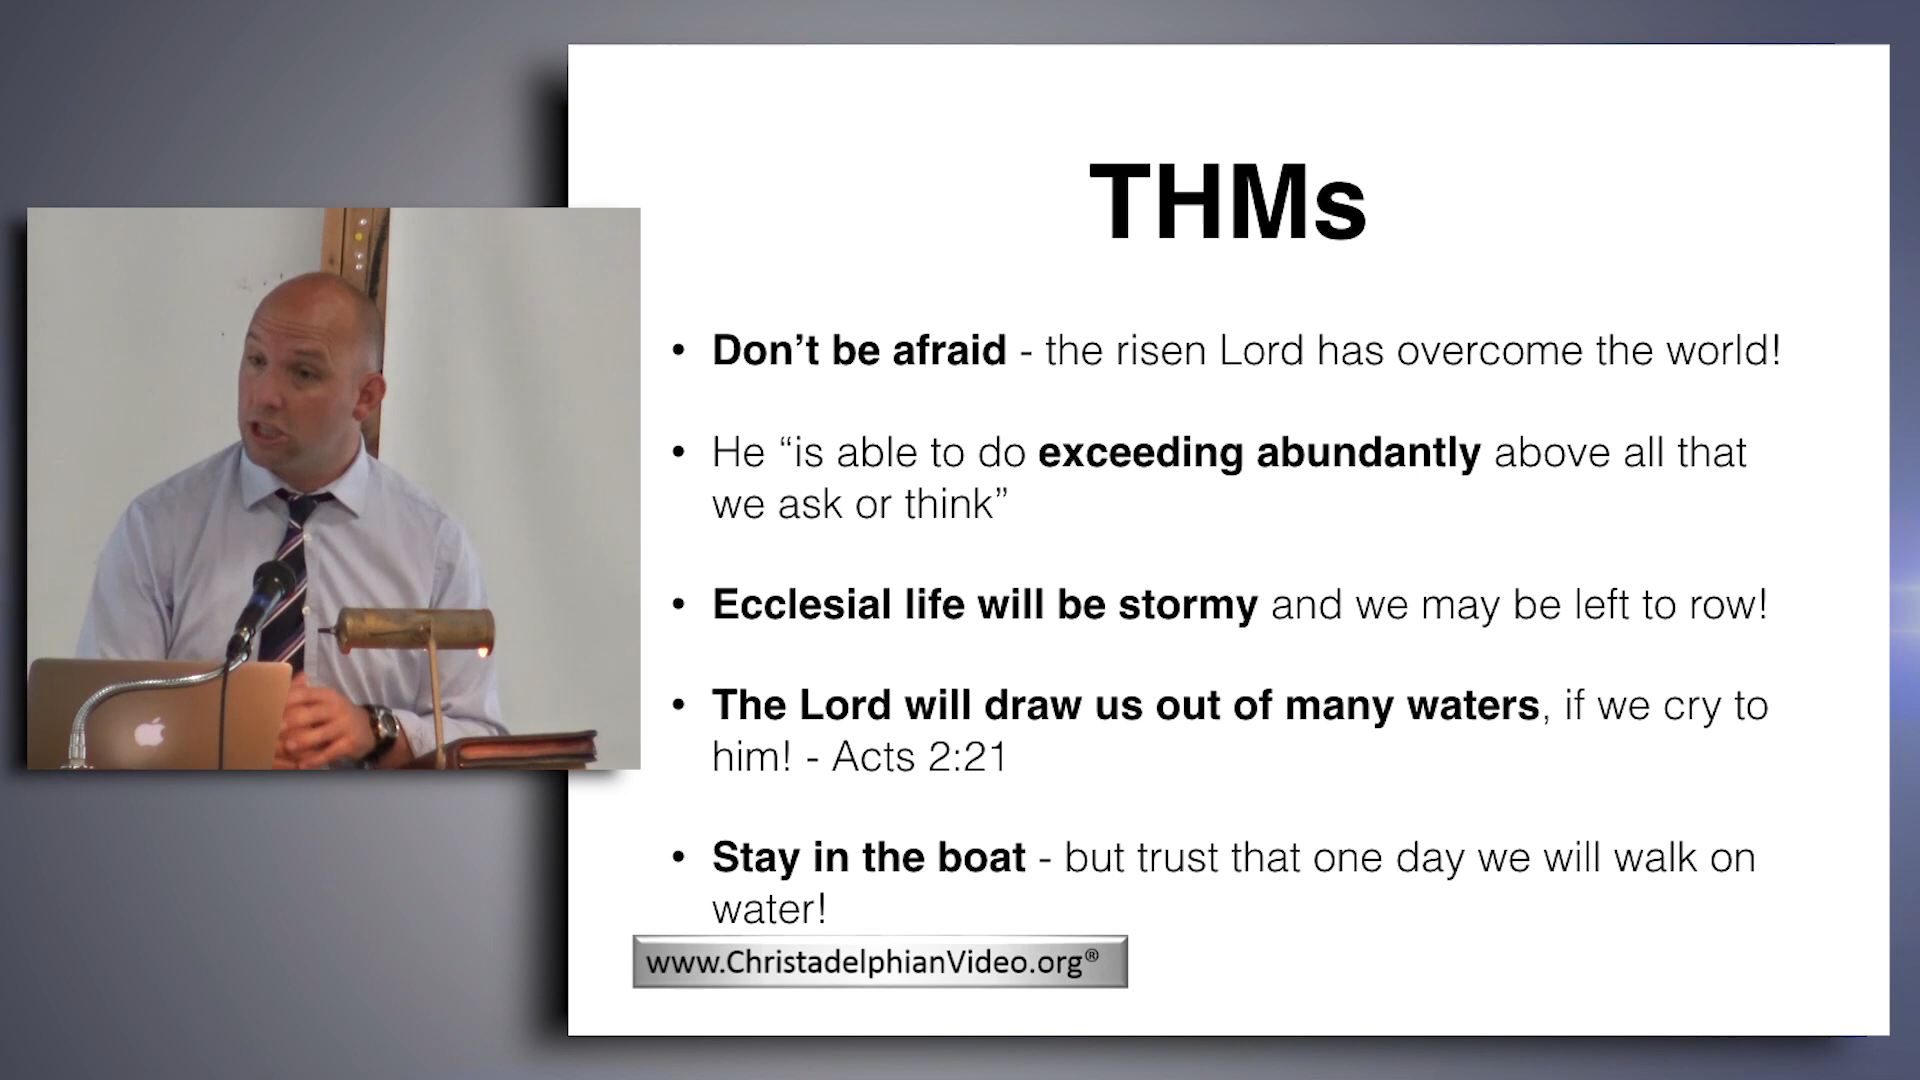 THMs
• Don’t be afraid - the risen Lord has overcome the world!
• He “is able to do exceeding abundantly above all that
we ask or think”
• Ecclesial life will be stormy and we may be left to row!
• The Lord will draw us out of many waters, if we cry to
him! - Acts 2:21
• Stay in the boat - but trust that one day we will walk on
water!
www.ChristadelphianVideo.org®